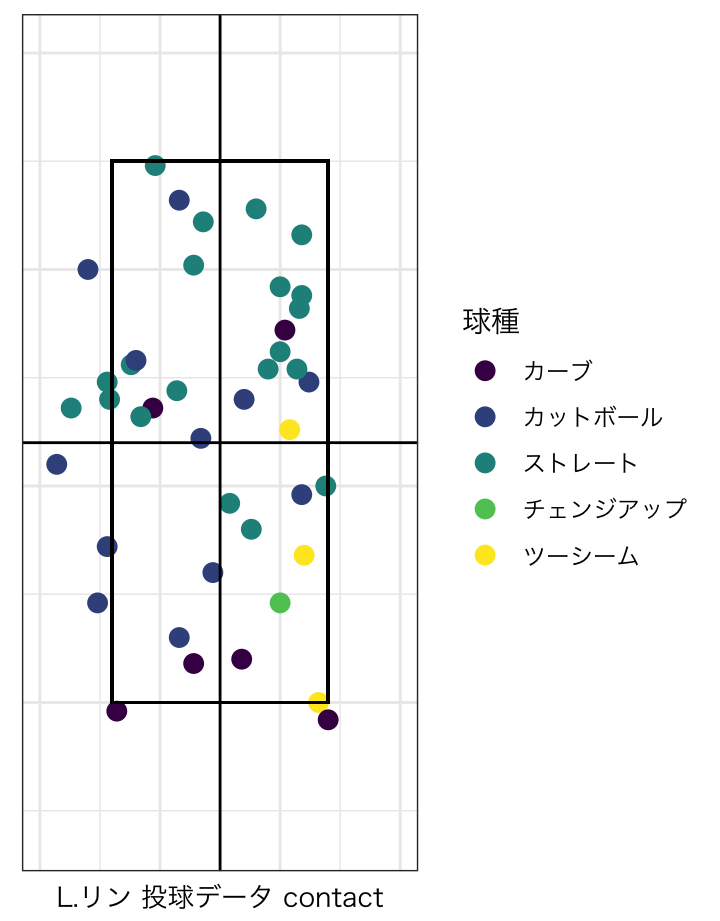 球種
カーブ
カットボール
ストレート
チェンジアップ
ツーシーム
L.リン 投球データ contact